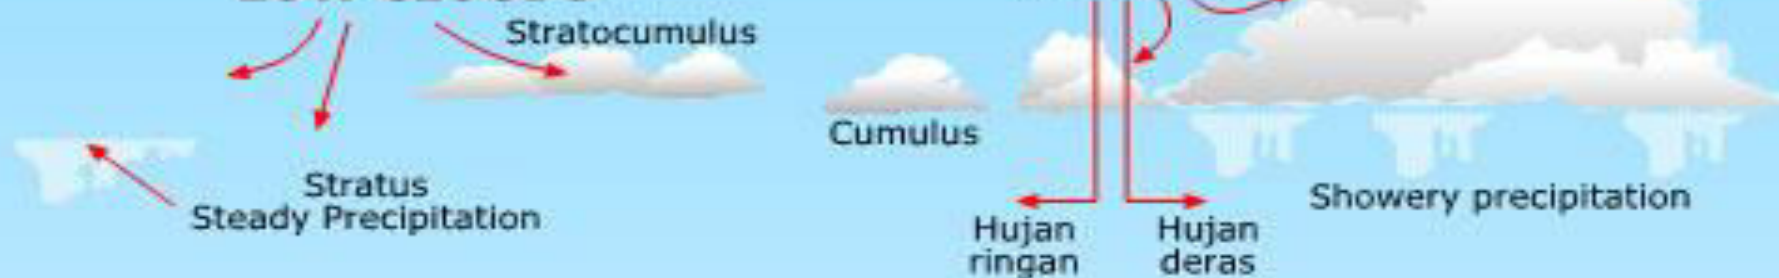 Stratocumulus
Cumulus
Stratus
Steady Precipitation
Showery precipitation
Hujan
ringan
Hujan
deras